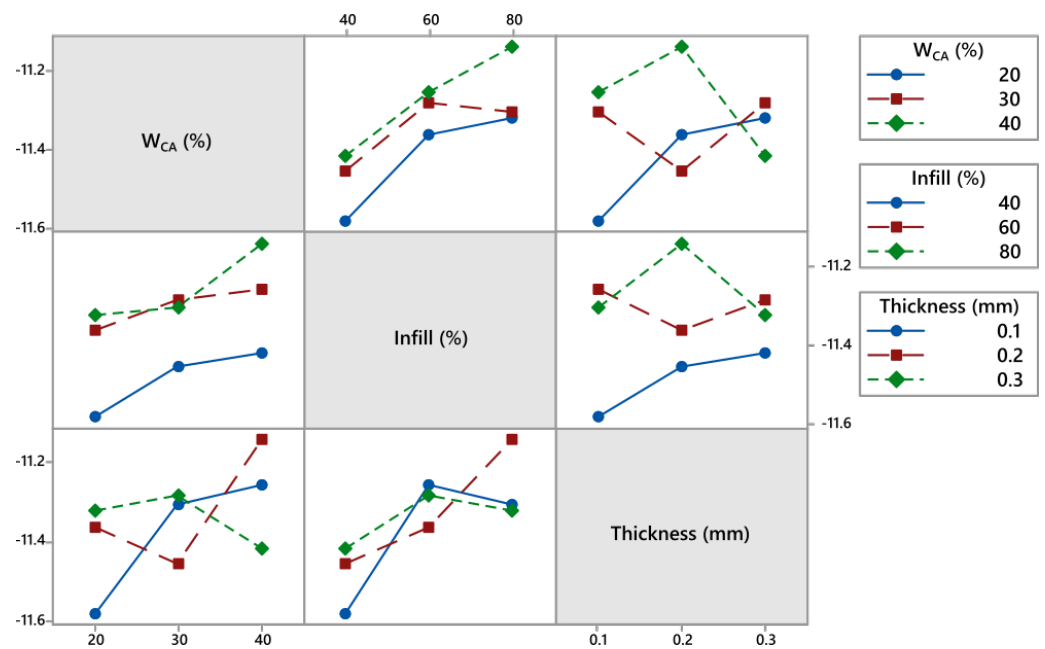 40 60 80
-11.2
-11.4
-11.6
W_CA (%)
W_CA (%)
20
30
40
Infill (%)
40
60
80
Infill (%)
-11.2
-11.4
-11.6
Thickness (mm)
0.1
0.2
0.3
-11.2
-11.4
-11.6
Thickness (mm)
20 30 40
0.1 0.2 0.3